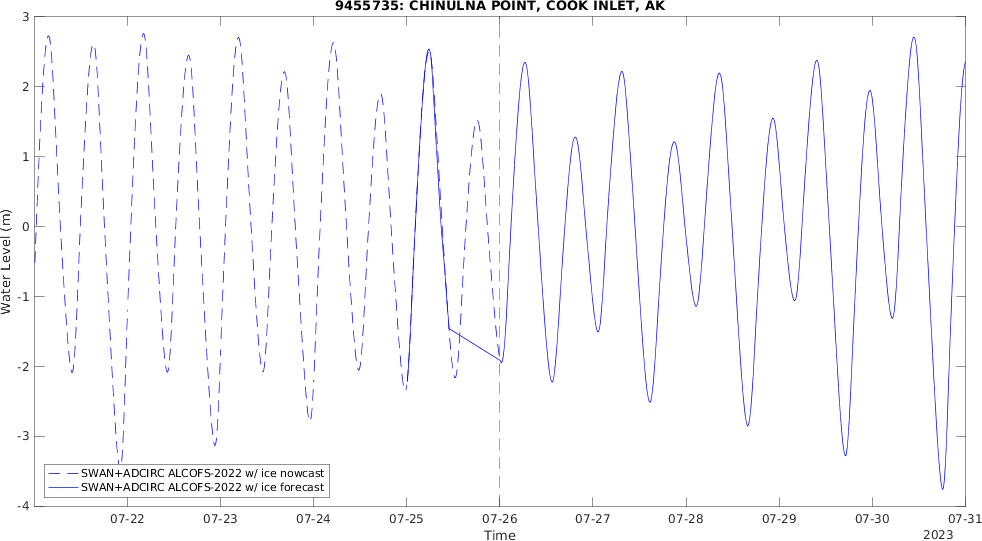 9455735: CHINULNA POINT, COOK INLET, AK
3
2
1
0
-1
-2
-3
-4
Water Level (m)
SWAN+ADCIRC ALCOFS-2022 w/ ice nowcast
SWAN+ADCIRC ALCOFS-2022 w/ ice forecast
07-22 07-23 07-24 07-25 07-26 07-27 07-28 07-29 07-30 07-31
Time
2023